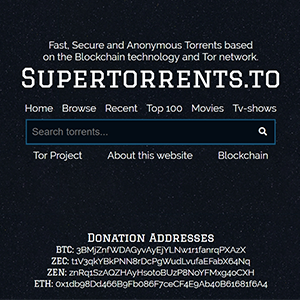 Fast, Secure and Anonymous Torrents based
on the Blockchain technology and Tor network.
Supertorrents.to
Home Browse Recent Top 100 Movies Tv-shows
Search torrents...
Tor Project About this website Blockchain
Donation Addresses
BTC: 3BMjZnfWDAGyvAyEjYLNw1r1fanrqPXAzX
ZEC: t1V3qkYBkPNN8rDcPgWudLvufaEFabX64Nq
ZEN: znRq1SzAQZHAyHsotoBUzP8NoYFMxg4oCXH
ETH: 0x1db98Dd466B9Fb086F7ceCF4E9Ab40B61681f6A4